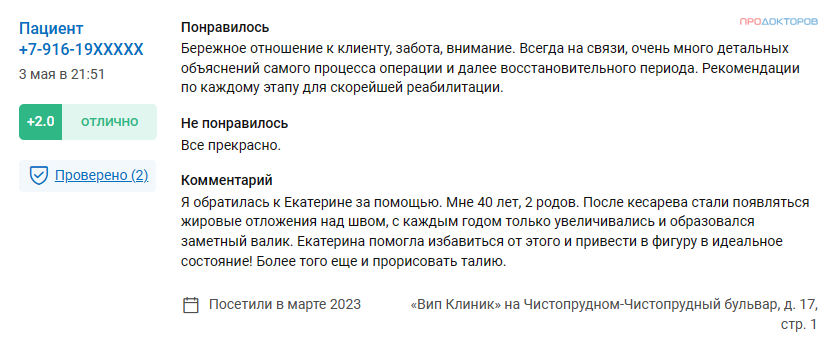 Пациент
+7-916-19XXXXX
3 мая в 21:51
+2.0 ОТЛИЧНО
Проверено (2)
ПРОДОКТОРОВ
Понравилось
Бережное отношение к клиенту, забота, внимание. Всегда на связи, очень много детальных
объяснений самого процесса операции и далее восстановительного периода. Рекомендации
по каждому этапу для скорейшей реабилитации.
Не понравилось
Все прекрасно.
Комментарий
Я обратилась к Екатерине за помощью. Мне 40 лет, 2 родов. После кесарева стали появляться
жировые отложения над швом, с каждым годом только увеличивались и образовался
заметный валик. Екатерина помогла избавиться от этого и привести в фигуру в идеальное
состояние! Более того еще и прорисовать талию.
Посетили в марте 2023
«Вип Клиник» на Чистопрудном-Чистопрудный бульвар, д. 17,
стр. 1